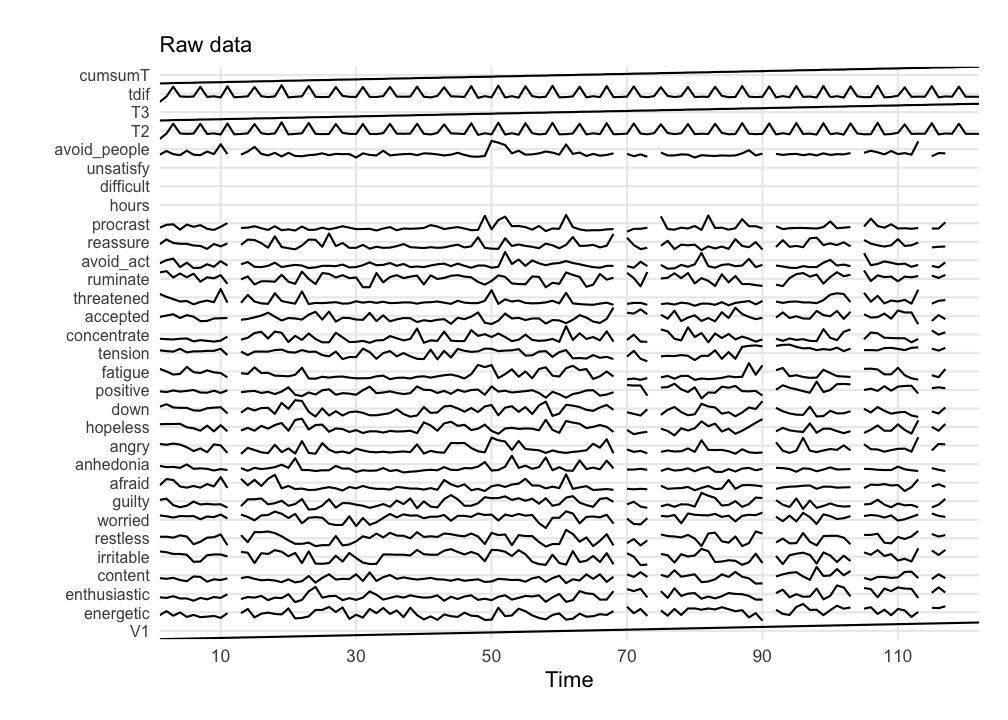 Raw data
cumsumT
tdif
T3
T2
avoid_people
unsatisfy
difficult
hours
procrast
reassure
avoid_act
ruminate
threatened
accepted
concentrate
tension
fatigue
positive
down
hopeless
angry
anhedonia
afraid
guilty
worried
restless
irritable
content
enthusiastic
energetic
V1
10 30 50 70 90 110
Time